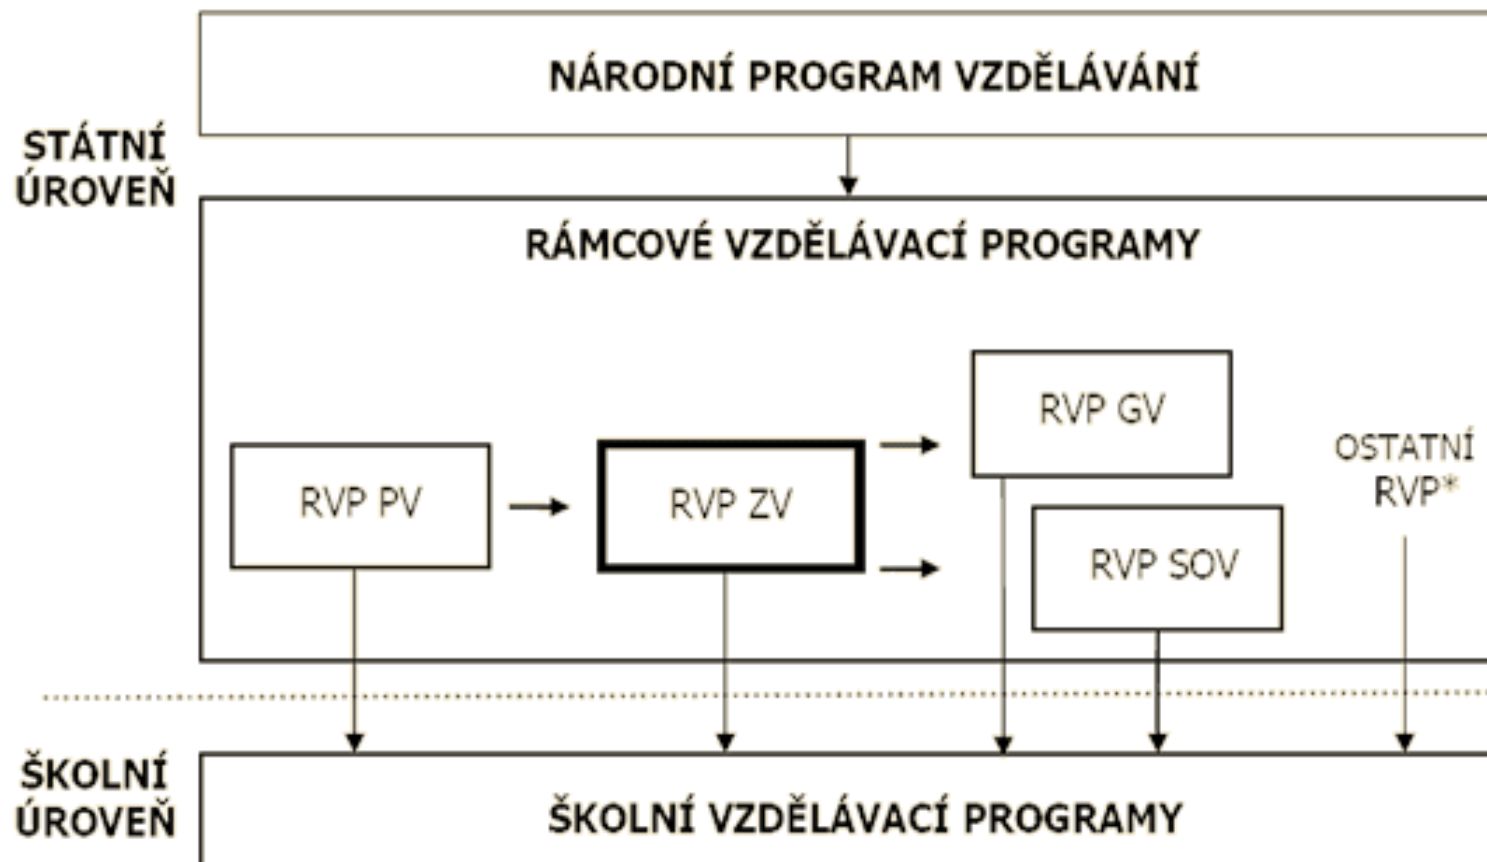 NÁRODNÍ PROGRAM VZDĚLÁVÁNÍ
STÁTNÍ
ÚROVEŇ
RÁMCOVÉ VZDĚLÁVACÍ PROGRAMY
RVP PV
RVP ZV
RVP GV
RVP SOV
OSTATNÍ
RVP*
ŠKOLNÍ
ÚROVEŇ
ŠKOLNÍ VZDĚLÁVACÍ PROGRAMY